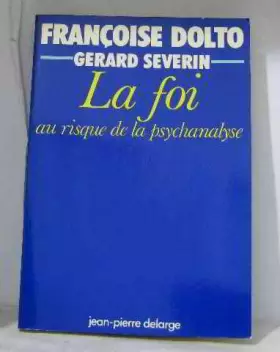 FRANÇOISE DOLTO
GERARD SEVERIN
La foi
au risque de la psychanalyse
jean-pierre delarge